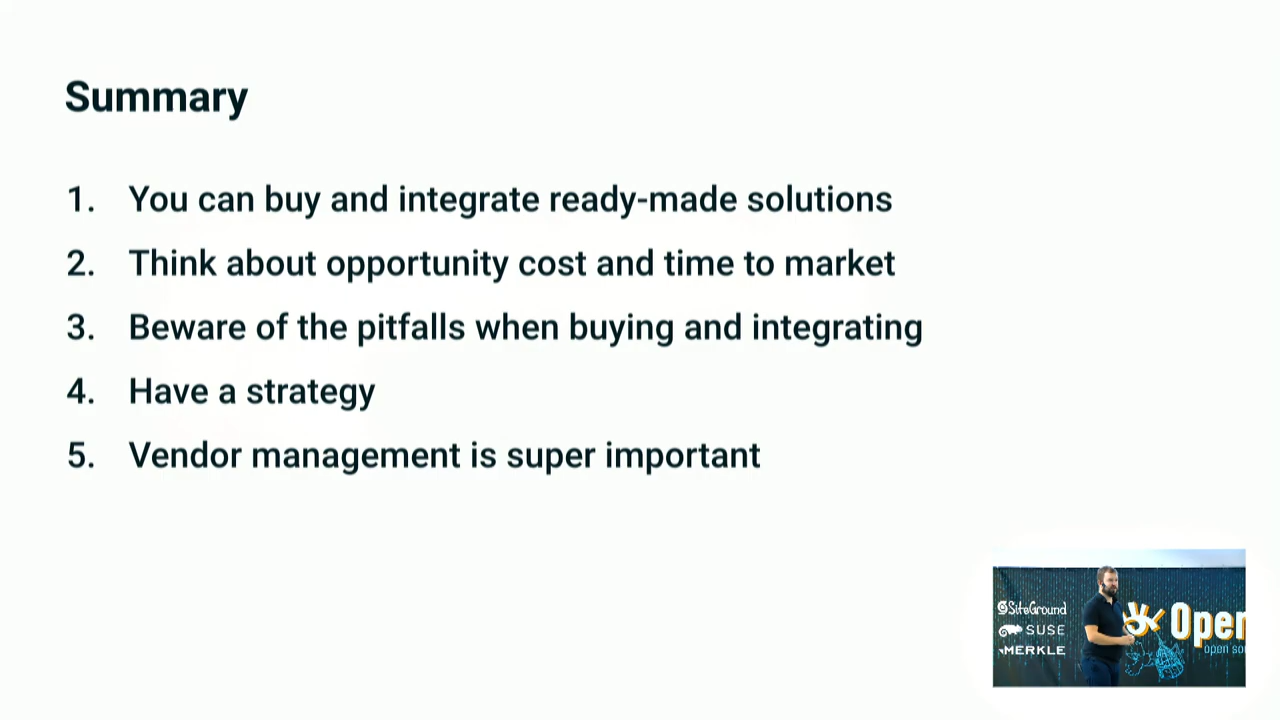 Summary
1. You can buy and integrate ready-made solutions
2. Think about opportunity cost and time to market
3. Beware of the pitfalls when buying and integrating
4. Have a strategy
5. Vendor management is super important
SiteGround
SUSE
MERKLE
Open
open sou